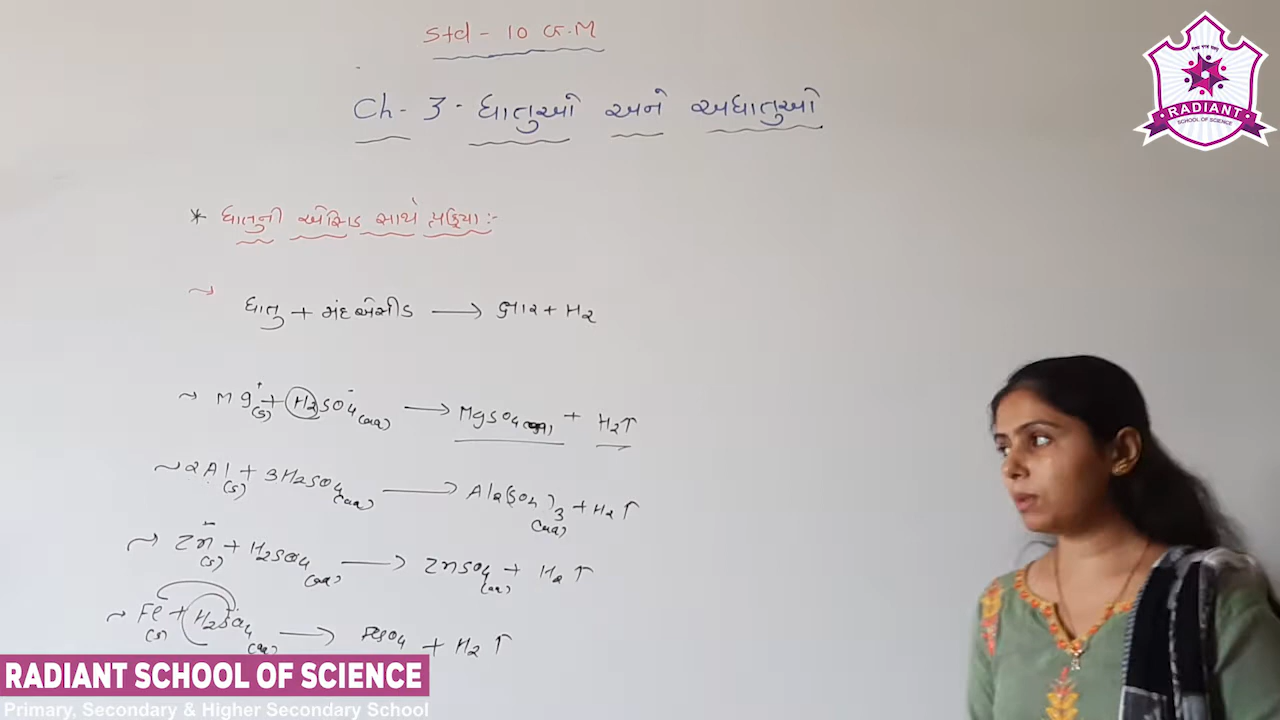 Std - 10 G.M
Ch - 3 - ધાતુઓ અને અધાતુઓ
* ધાતુની એસિડ સાથે પ્રક્રિયા :-
ધાતુ + મંદએસીડ → ક્ષાર + H2
Mg(s) + H2SO4(aq) → MgSO4(aq) + H2↑
2Al(s) + 3H2SO4(aq) → Al2(SO4)3(aq) + H2↑
Zn(s) + H2SO4(aq) → ZnSO4(aq) + H2↑
Fe(s) + H2SO4(aq) → FeSO4 + H2↑
RADIANT
SCHOOL OF SCIENCE
RADIANT SCHOOL OF SCIENCE
Primary, Secondary & Higher Secondary School